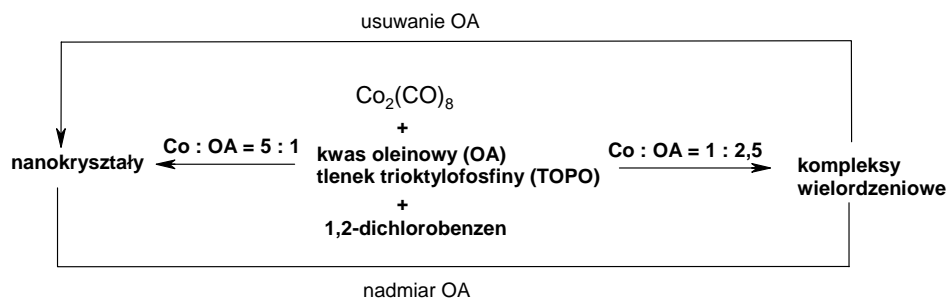 usuwanie OA
Co₂(CO)₈
+
nanokryształy
Co : OA = 5 : 1
kwas oleinowy (OA)
tlenek trioktylofosfiny (TOPO)
Co : OA = 1 : 2,5
kompleksy
wielordzeniowe
+
1,2-dichlorobenzen
nadmiar OA